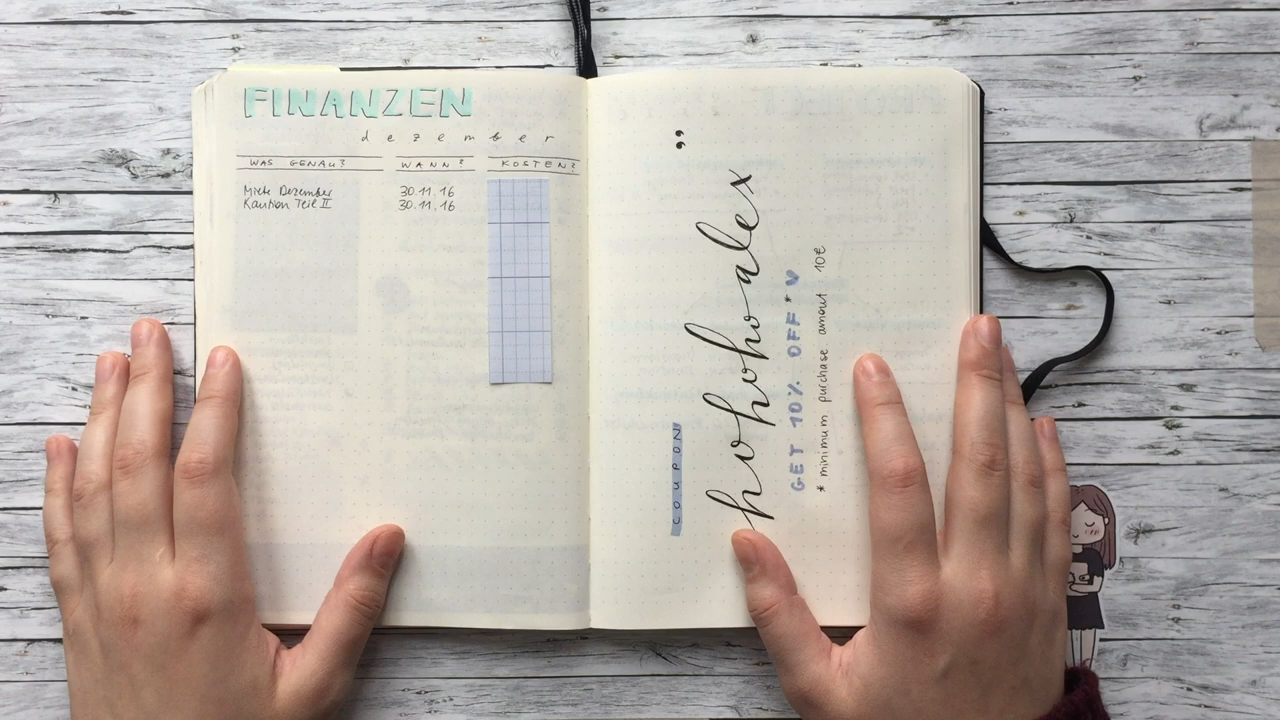 FINANZEN
dezember
WAS GENAU? WANN? KOSTEN?
Miete Dezember 30.11.16
Kaution Teil II 30.11.16
COUPON
"
hohohoalex
GET 10% OFF*
* minimum purchase amout 10€